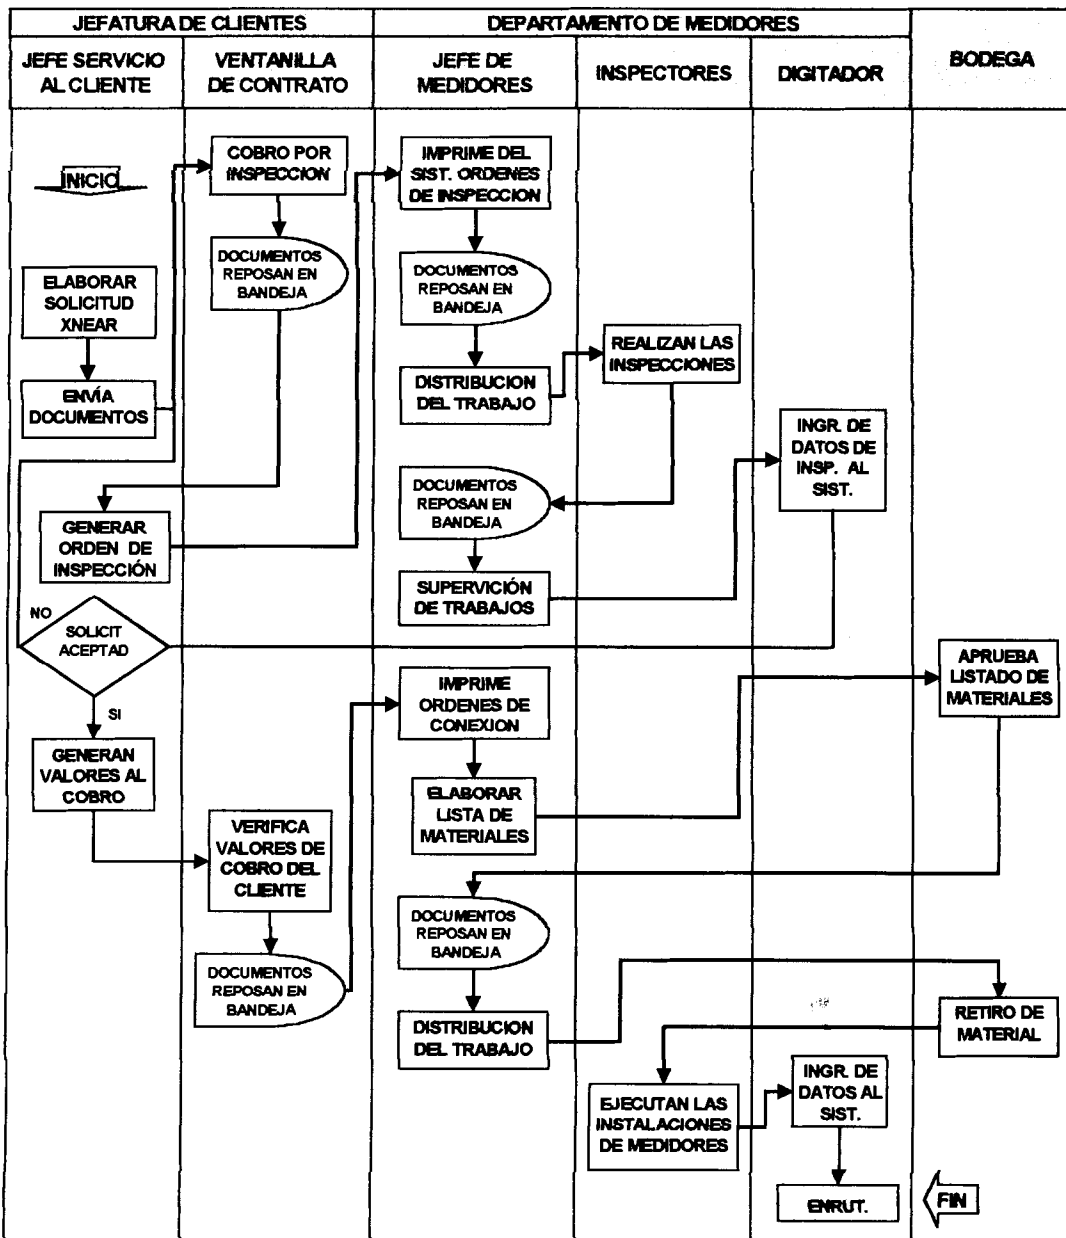 JEFATURA DE CLIENTES
DEPARTAMENTO DE MEDIDORES
JEFE SERVICIO
AL CLIENTE
VENTANILLA
DE CONTRATO
JEFE DE
MEDIDORES
INSPECTORES
DIGITADOR
BODEGA
INICIO
COBRO POR
INSPECCION
IMPRIME DEL
SIST. ORDENES
DE INSPECCION
DOCUMENTOS
REPOSAN EN
BANDEJA
DOCUMENTOS
REPOSAN EN
BANDEJA
ELABORAR
SOLICITUD
XNEAR
REALIZAN LAS
INSPECCIONES
ENVÍA
DOCUMENTOS
DISTRIBUCION
DEL TRABAJO
INGR. DE
DATOS DE
INSP. AL
SIST.
DOCUMENTOS
REPOSAN EN
BANDEJA
GENERAR
ORDEN DE
INSPECCIÓN
SUPERVICIÓN
DE TRABAJOS
NO
SOLICIT
ACEPTAD
SI
APRUEBA
LISTADO DE
MATERIALES
IMPRIME
ORDENES DE
CONEXION
GENERAN
VALORES AL
COBRO
ELABORAR
LISTA DE
MATERIALES
VERIFICA
VALORES DE
COBRO DEL
CLIENTE
DOCUMENTOS
REPOSAN EN
BANDEJA
DOCUMENTOS
REPOSAN EN
BANDEJA
DISTRIBUCION
DEL TRABAJO
RETIRO DE
MATERIAL
EJECUTAN LAS
INSTALACIONES
DE MEDIDORES
INGR. DE
DATOS AL
SIST.
ENRUT.
FIN